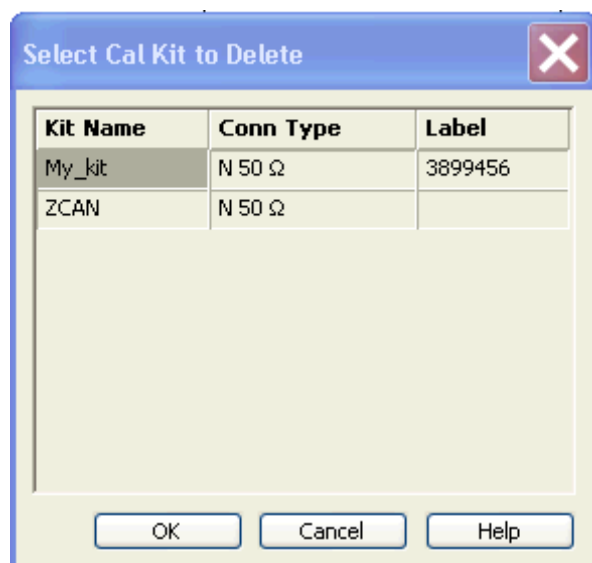 Select Cal Kit to Delete
Kit Name Conn Type Label
My_kit N 50 Ω 3899456
ZCAN N 50 Ω
OK Cancel Help